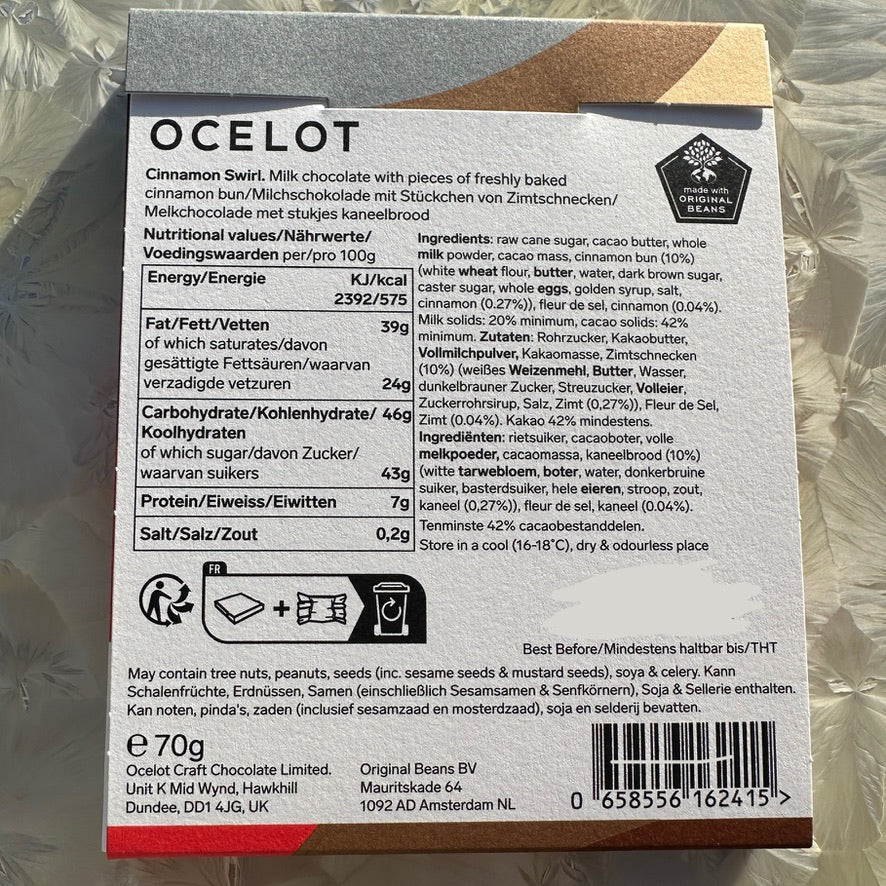 OCELOT
made with
ORIGINAL
BEANS
Cinnamon Swirl. Milk chocolate with pieces of freshly baked
cinnamon bun/Milchschokolade mit Stückchen von Zimtschnecken/
Melkchocolade met stukjes kaneelbrood
Nutritional values/Nährwerte/
Voedingswaarden per/pro 100g
Energy/Energie KJ/kcal
2392/575
Fat/Fett/Vetten 39g
of which saturates/davon
gesättigte Fettsäuren/waarvan
verzadigde vetzuren 24g
Carbohydrate/Kohlenhydrate/ 46g
Koolhydraten
of which sugar/davon Zucker/
waarvan suikers 43g
Protein/Eiweiss/Eiwitten 7g
Salt/Salz/Zout 0,2g
Ingredients: raw cane sugar, cacao butter, whole
milk powder, cacao mass, cinnamon bun (10%)
(white wheat flour, butter, water, dark brown sugar,
caster sugar, whole eggs, golden syrup, salt,
cinnamon (0.27%)), fleur de sel, cinnamon (0.04%).
Milk solids: 20% minimum, cacao solids: 42%
minimum. Zutaten: Rohrzucker, Kakaobutter,
Vollmilchpulver, Kakaomasse, Zimtschnecken
(10%) (weißes Weizenmehl, Butter, Wasser,
dunkelbrauner Zucker, Streuzucker, Volleier,
Zuckerrohrsirup, Salz, Zimt (0,27%)), Fleur de Sel,
Zimt (0.04%). Kakao 42% mindestens.
Ingrediënten: rietsuiker, cacaoboter, volle
melkpoeder, cacaomassa, kaneelbrood (10%)
(witte tarwebloem, boter, water, donkerbruine
suiker, basterdsuiker, hele eieren, stroop, zout,
kaneel (0,27%)), fleur de sel, kaneel (0.04%).
Tenminste 42% cacaobestanddelen.
Store in a cool (16-18˚C), dry & odourless place
FR
+
Best Before/Mindestens haltbar bis/THT
May contain tree nuts, peanuts, seeds (inc. sesame seeds & mustard seeds), soya & celery. Kann
Schalenfrüchte, Erdnüssen, Samen (einschließlich Sesamsamen & Senfkörnern), Soja & Sellerie enthalten.
Kan noten, pinda's, zaden (inclusief sesamzaad en mosterdzaad), soja en selderij bevatten.
℮ 70g
Ocelot Craft Chocolate Limited.
Unit K Mid Wynd, Hawkhill
Dundee, DD1 4JG, UK
Original Beans BV
Mauritskade 64
1092 AD Amsterdam NL
0 658556 162415 >